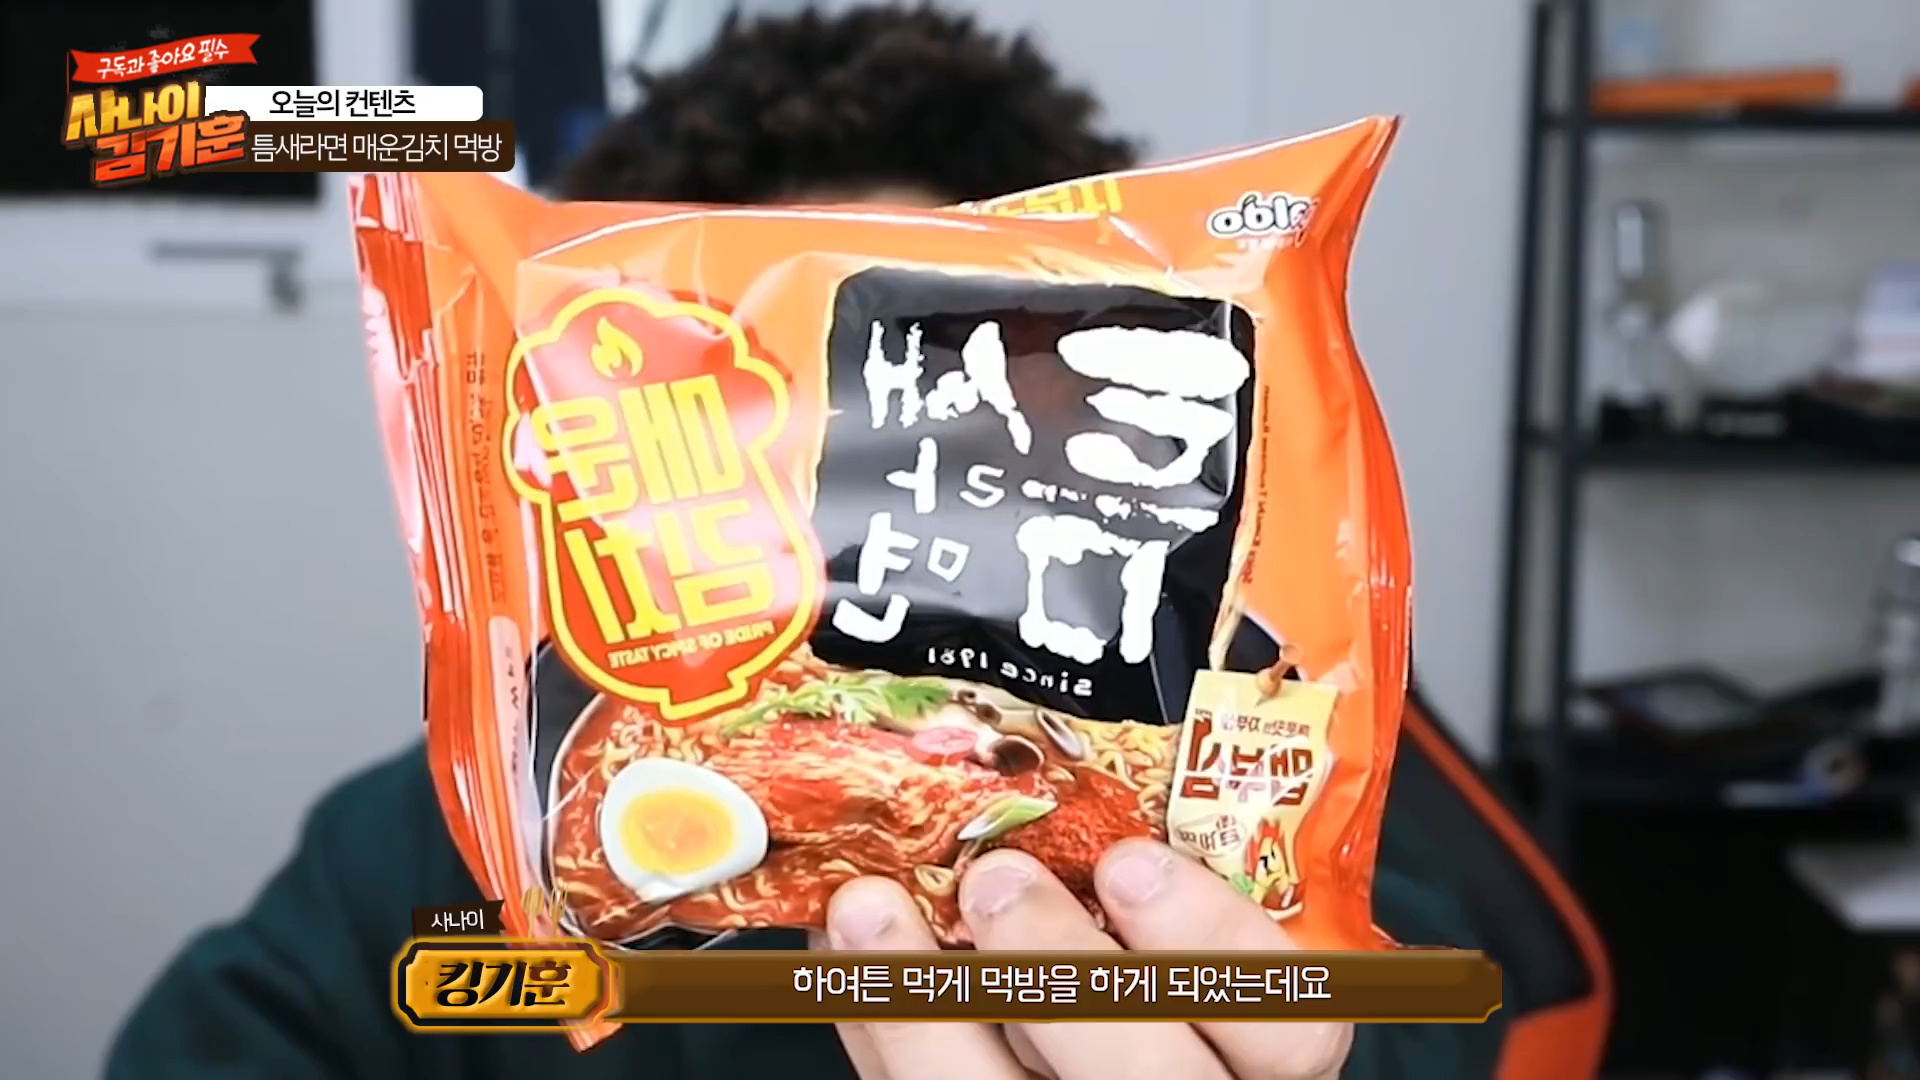 구독과 좋아요 필수
사나이
김기훈
오늘의 컨텐츠
틈새라면 매운김치 먹방
paldo
틈새
라면
since 1981
매운
김치
PRIDE OF SPICY TASTE
맵부심
사나이
킹기훈
하여튼 먹게 먹방을 하게 되었는데요